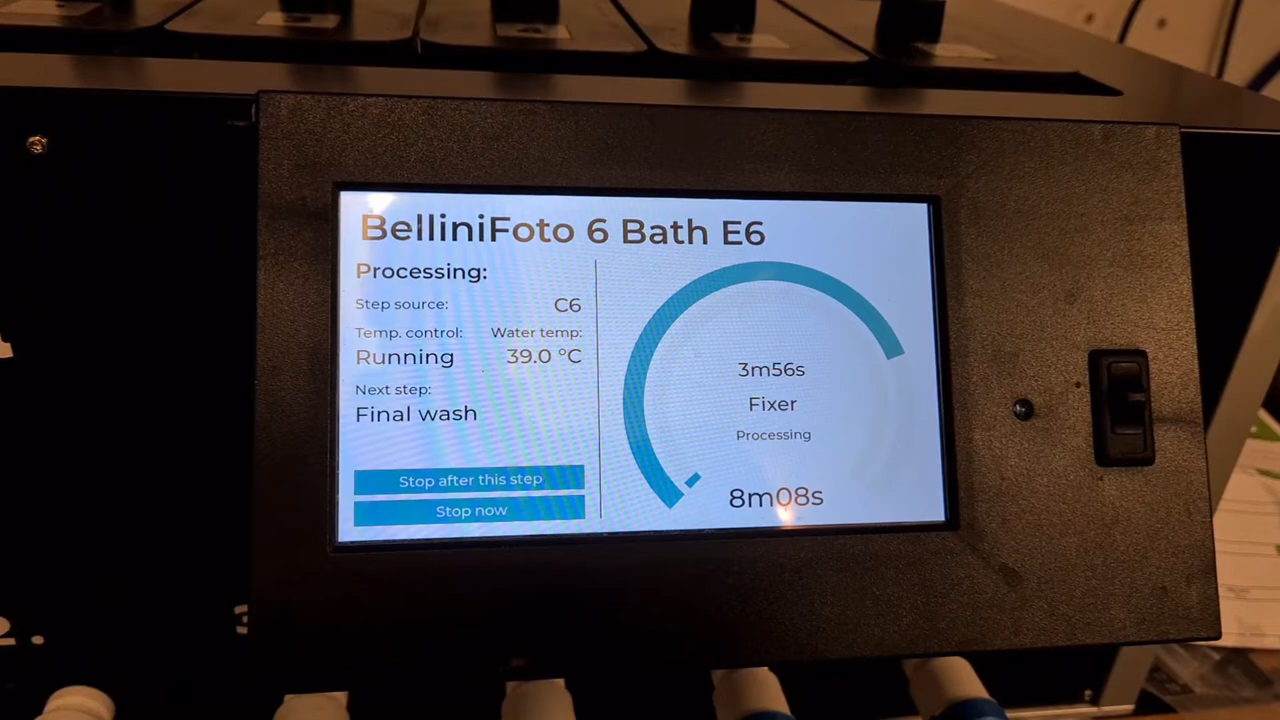 BelliniFoto 6 Bath E6
Processing:
Step source: C6
Temp. control: Water temp:
Running 39.0 °C
Next step:
Final wash
Stop after this step
Stop now
3m56s
Fixer
Processing
8m08s